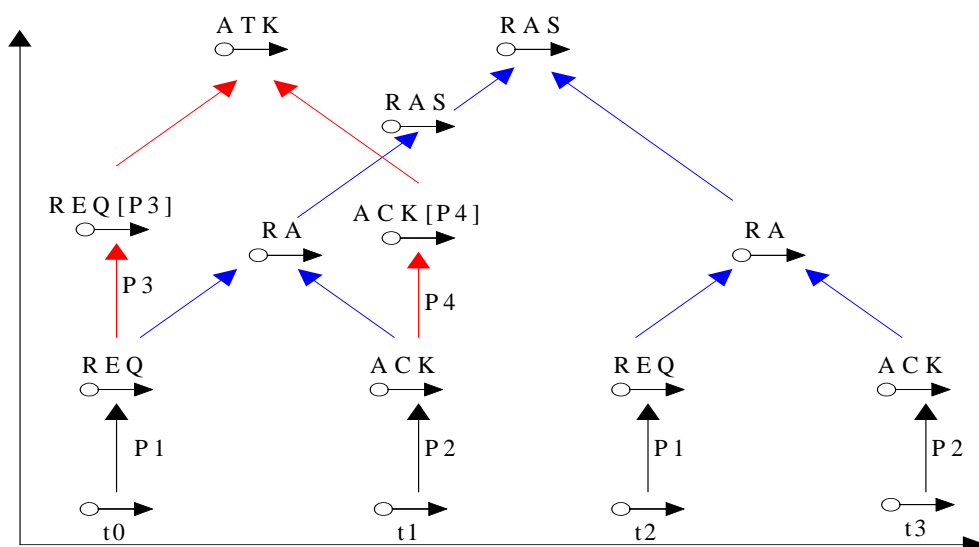 ATK
RAS
RAS
REQ[P3]
ACK[P4]
RA
RA
P3
P4
REQ
ACK
REQ
ACK
P1
P2
P1
P2
t0
t1
t2
t3